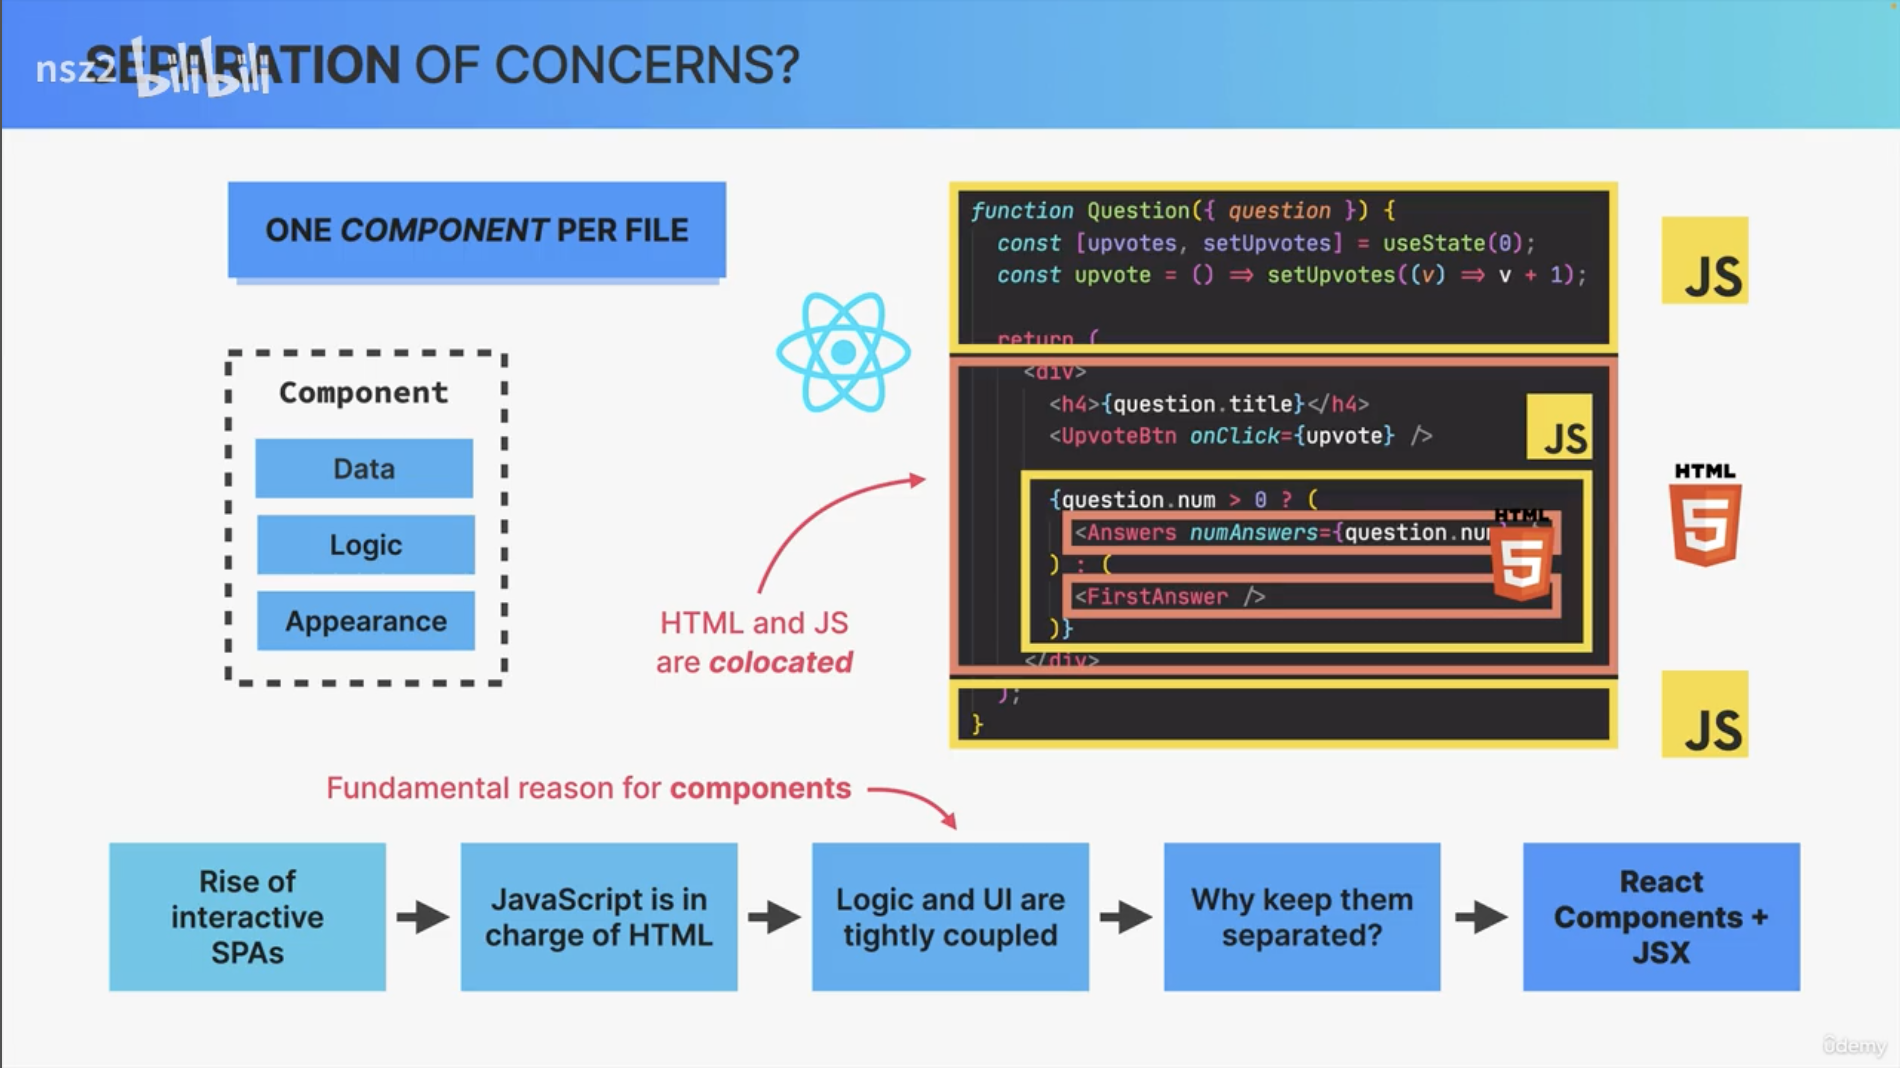 SEPARATION OF CONCERNS?
nsz2 bilibili
ONE COMPONENT PER FILE
Component
Data
Logic
Appearance
HTML and JS
are colocated
function Question({ question }) {
const [upvotes, setUpvotes] = useState(0);
const upvote = () => setUpvotes((v) => v + 1);
return (
<div>
<h4>{question.title}</h4>
<UpvoteBtn onClick={upvote} />
{question.num > 0 ? (
<Answers numAnswers={question.num
) : (
<FirstAnswer />
)}
</div>
);
}
JS
JS
HTML
5
HTML
5
JS
Fundamental reason for components
Rise of
interactive
SPAs
JavaScript is in
charge of HTML
Logic and UI are
tightly coupled
Why keep them
separated?
React
Components +
JSX
ûdemy